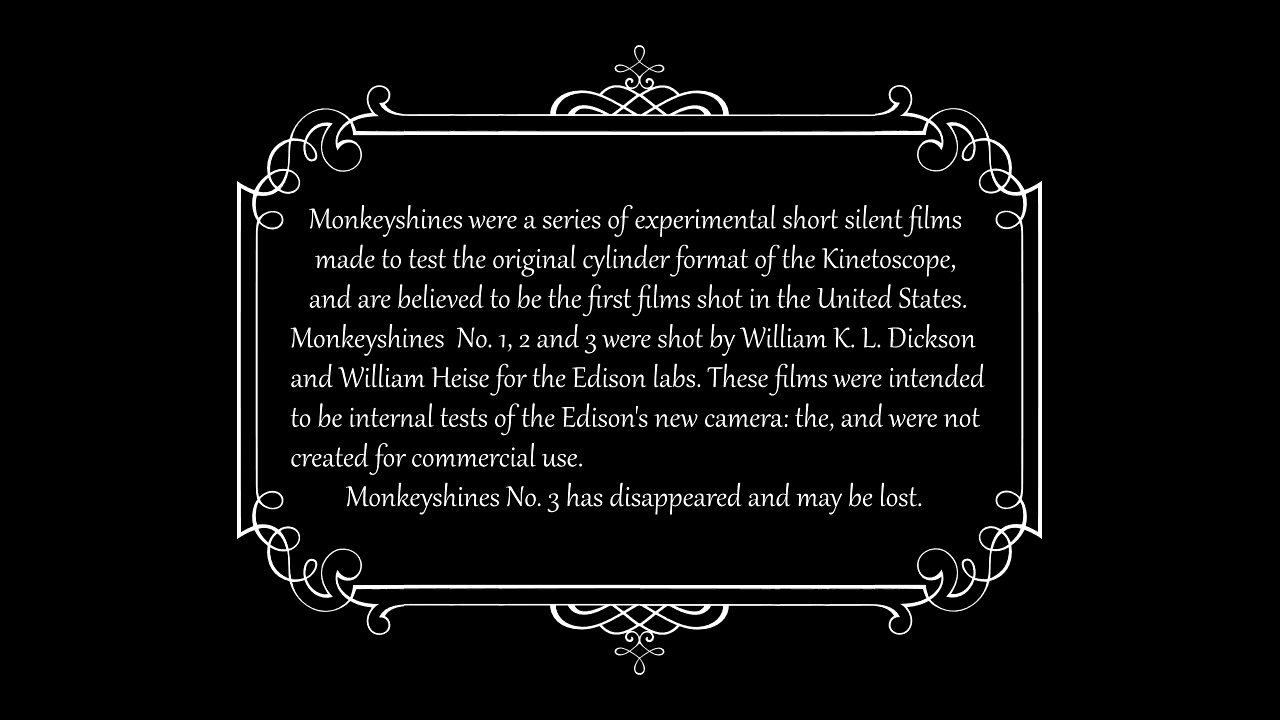 Monkeyshines were a series of experimental short silent films
made to test the original cylinder format of the Kinetoscope,
and are believed to be the first films shot in the United States.
Monkeyshines No. 1, 2 and 3 were shot by William K. L. Dickson
and William Heise for the Edison labs. These films were intended
to be internal tests of the Edison's new camera: the, and were not
created for commercial use.
Monkeyshines No. 3 has disappeared and may be lost.